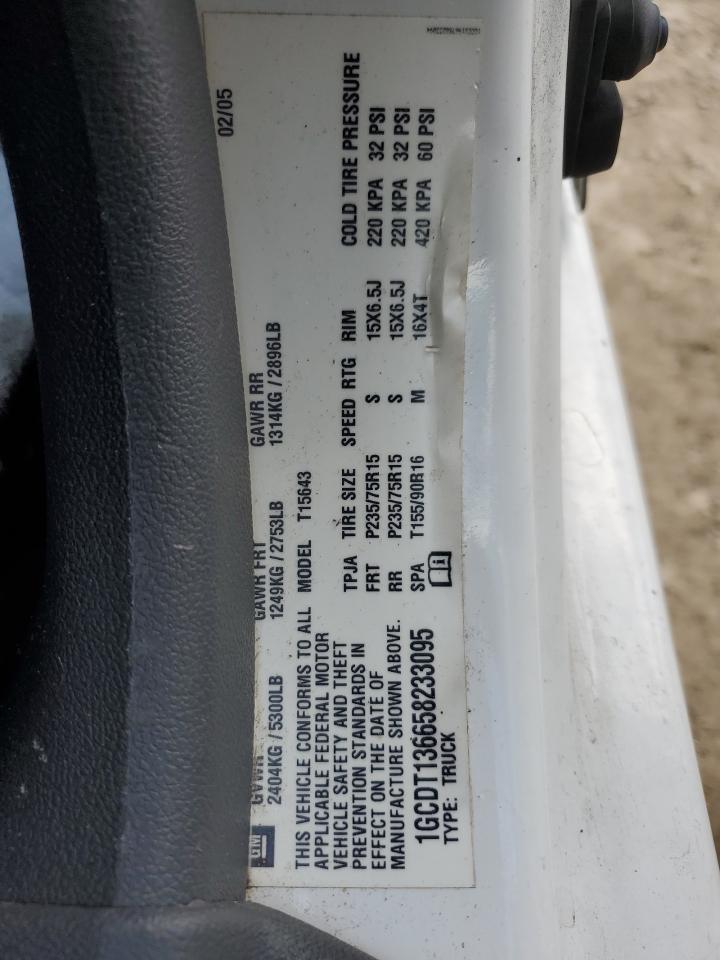 GM
02/05
GVWR GAWR FRT GAWR RR
2404KG / 5300LB 1249KG / 2753LB 1314KG / 2896LB
THIS VEHICLE CONFORMS TO ALL
APPLICABLE FEDERAL MOTOR
VEHICLE SAFETY AND THEFT
PREVENTION STANDARDS IN
EFFECT ON THE DATE OF
MANUFACTURE SHOWN ABOVE.
1GCDT136658233095
TYPE: TRUCK
MODEL T15643
TPJA TIRE SIZE SPEED RTG RIM COLD TIRE PRESSURE
FRT P235/75R15 S 15X6.5J 220 KPA 32 PSI
RR P235/75R15 S 15X6.5J 220 KPA 32 PSI
SPA T155/90R16 M 16X4T 420 KPA 60 PSI